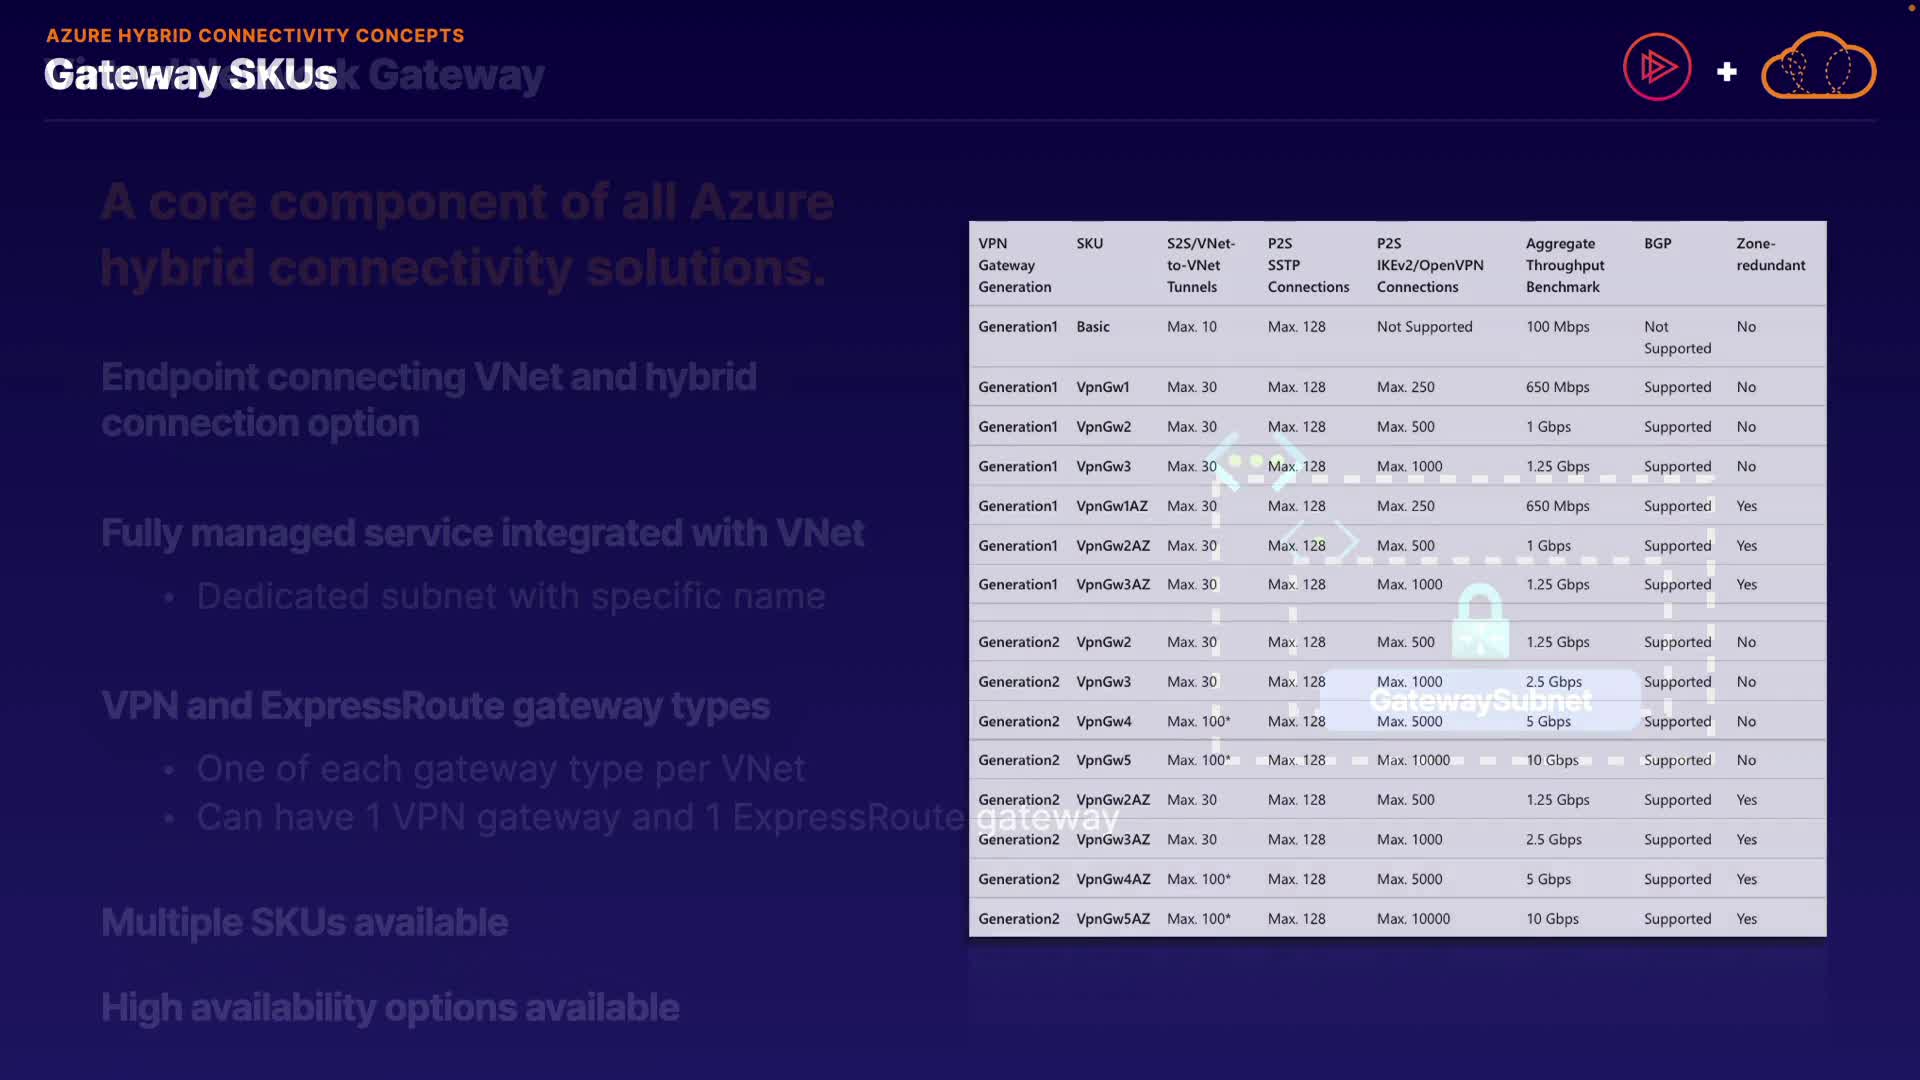 AZURE HYBRID CONNECTIVITY CONCEPTS
Gateway SKUs
Virtual Network Gateway
A core component of all Azure
hybrid connectivity solutions.
Endpoint connecting VNet and hybrid
connection option
Fully managed service integrated with VNet
• Dedicated subnet with specific name
VPN and ExpressRoute gateway types
• One of each gateway type per VNet
• Can have 1 VPN gateway and 1 ExpressRoute gateway
Multiple SKUs available
High availability options available
VPN Gateway Generation SKU S2S/VNet-to-VNet Tunnels P2S SSTP Connections P2S IKEv2/OpenVPN Connections Aggregate Throughput Benchmark BGP Zone-redundant
Generation1 Basic Max. 10 Max. 128 Not Supported 100 Mbps Not Supported No
Generation1 VpnGw1 Max. 30 Max. 128 Max. 250 650 Mbps Supported No
Generation1 VpnGw2 Max. 30 Max. 128 Max. 500 1 Gbps Supported No
Generation1 VpnGw3 Max. 30 Max. 128 Max. 1000 1.25 Gbps Supported No
Generation1 VpnGw1AZ Max. 30 Max. 128 Max. 250 650 Mbps Supported Yes
Generation1 VpnGw2AZ Max. 30 Max. 128 Max. 500 1 Gbps Supported Yes
Generation1 VpnGw3AZ Max. 30 Max. 128 Max. 1000 1.25 Gbps Supported Yes
Generation2 VpnGw2 Max. 30 Max. 128 Max. 500 1.25 Gbps Supported No
Generation2 VpnGw3 Max. 30 Max. 128 Max. 1000 2.5 Gbps Supported No
GatewaySubnet
Generation2 VpnGw4 Max. 100* Max. 128 Max. 5000 5 Gbps Supported No
Generation2 VpnGw5 Max. 100* Max. 128 Max. 10000 10 Gbps Supported No
Generation2 VpnGw2AZ Max. 30 Max. 128 Max. 500 1.25 Gbps Supported Yes
Generation2 VpnGw3AZ Max. 30 Max. 128 Max. 1000 2.5 Gbps Supported Yes
Generation2 VpnGw4AZ Max. 100* Max. 128 Max. 5000 5 Gbps Supported Yes
Generation2 VpnGw5AZ Max. 100* Max. 128 Max. 10000 10 Gbps Supported Yes